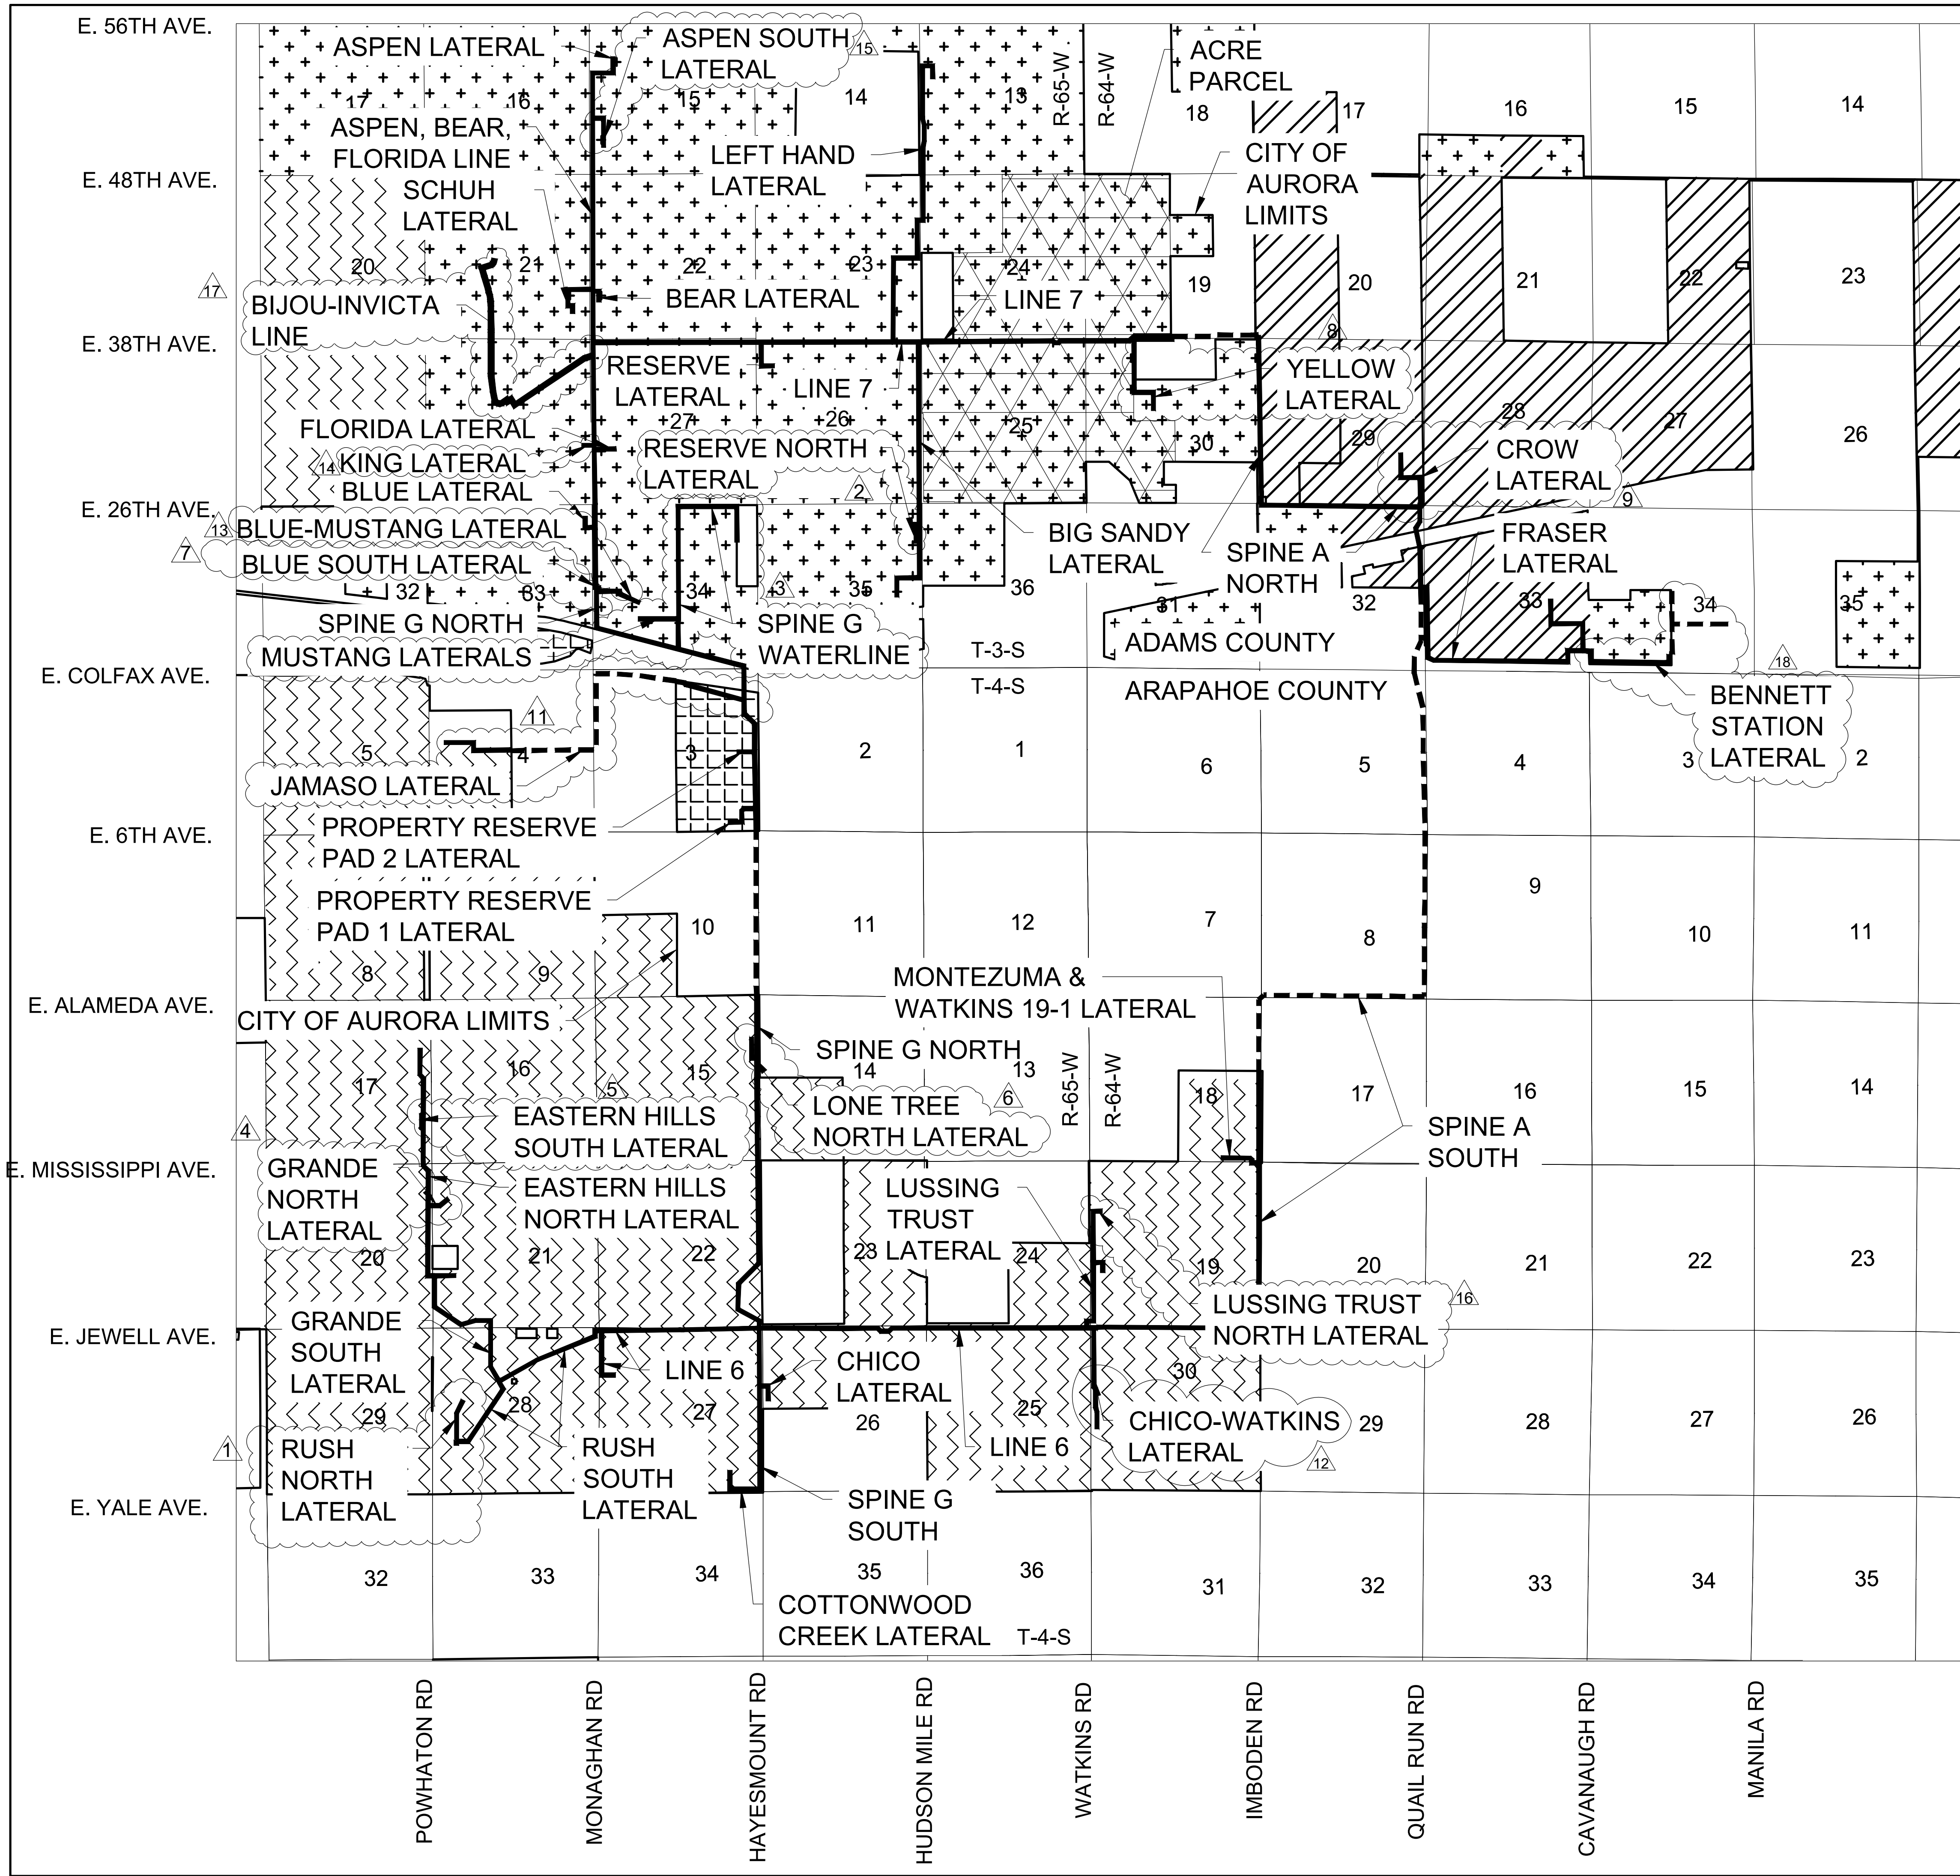 E. 56TH AVE.
ASPEN LATERAL
ASPEN SOUTH
LATERAL
15
ACRE
PARCEL
R-65-W
R-64-W
17
16
15
14
13
18
17
16
15
14
ASPEN, BEAR,
FLORIDA LINE
SCHUH
LATERAL
LEFT HAND
LATERAL
CITY OF
AURORA
LIMITS
E. 48TH AVE.
20
21
22
23
24
19
20
21
22
23
17
BIJOU-INVICTA
LINE
BEAR LATERAL
LINE 7
8
E. 38TH AVE.
RESERVE
LATERAL
LINE 7
YELLOW
LATERAL
27
26
25
30
29
28
27
26
FLORIDA LATERAL
14
KING LATERAL
BLUE LATERAL
RESERVE NORTH
LATERAL
2
CROW
LATERAL
9
E. 26TH AVE.
13
BLUE-MUSTANG LATERAL
7
BLUE SOUTH LATERAL
BIG SANDY
LATERAL
SPINE A
NORTH
FRASER
LATERAL
32
33
34
3
35
36
31
32
33
34
35
SPINE G NORTH
MUSTANG LATERALS
SPINE G
WATERLINE
T-3-S
T-4-S
ADAMS COUNTY
ARAPAHOE COUNTY
E. COLFAX AVE.
18
BENNETT
STATION
LATERAL
11
5
4
3
2
1
6
5
4
3
2
JAMASO LATERAL
PROPERTY RESERVE
PAD 2 LATERAL
E. 6TH AVE.
PROPERTY RESERVE
PAD 1 LATERAL
8
9
10
11
12
7
8
9
10
11
MONTEZUMA &
WATKINS 19-1 LATERAL
E. ALAMEDA AVE.
CITY OF AURORA LIMITS
SPINE G NORTH
R-65-W
R-64-W
17
16
15
14
13
18
17
16
15
14
5
6
4
EASTERN HILLS
SOUTH LATERAL
LONE TREE
NORTH LATERAL
SPINE A
SOUTH
E. MISSISSIPPI AVE.
GRANDE
NORTH
LATERAL
EASTERN HILLS
NORTH LATERAL
LUSSING
TRUST
LATERAL
20
21
22
23
24
19
20
21
22
23
16
LUSSING TRUST
NORTH LATERAL
E. JEWELL AVE.
GRANDE
SOUTH
LATERAL
LINE 6
CHICO
LATERAL
29
28
27
26
25
30
29
28
27
26
CHICO-WATKINS
LATERAL
12
1
RUSH
NORTH
LATERAL
RUSH
SOUTH
LATERAL
LINE 6
SPINE G
SOUTH
E. YALE AVE.
32
33
34
35
36
31
32
33
34
35
COTTONWOOD
CREEK LATERAL
T-4-S
POWHATON RD
MONAGHAN RD
HAYESMOUNT RD
HUDSON MILE RD
WATKINS RD
IMBODEN RD
QUAIL RUN RD
CAVANAUGH RD
MANILA RD